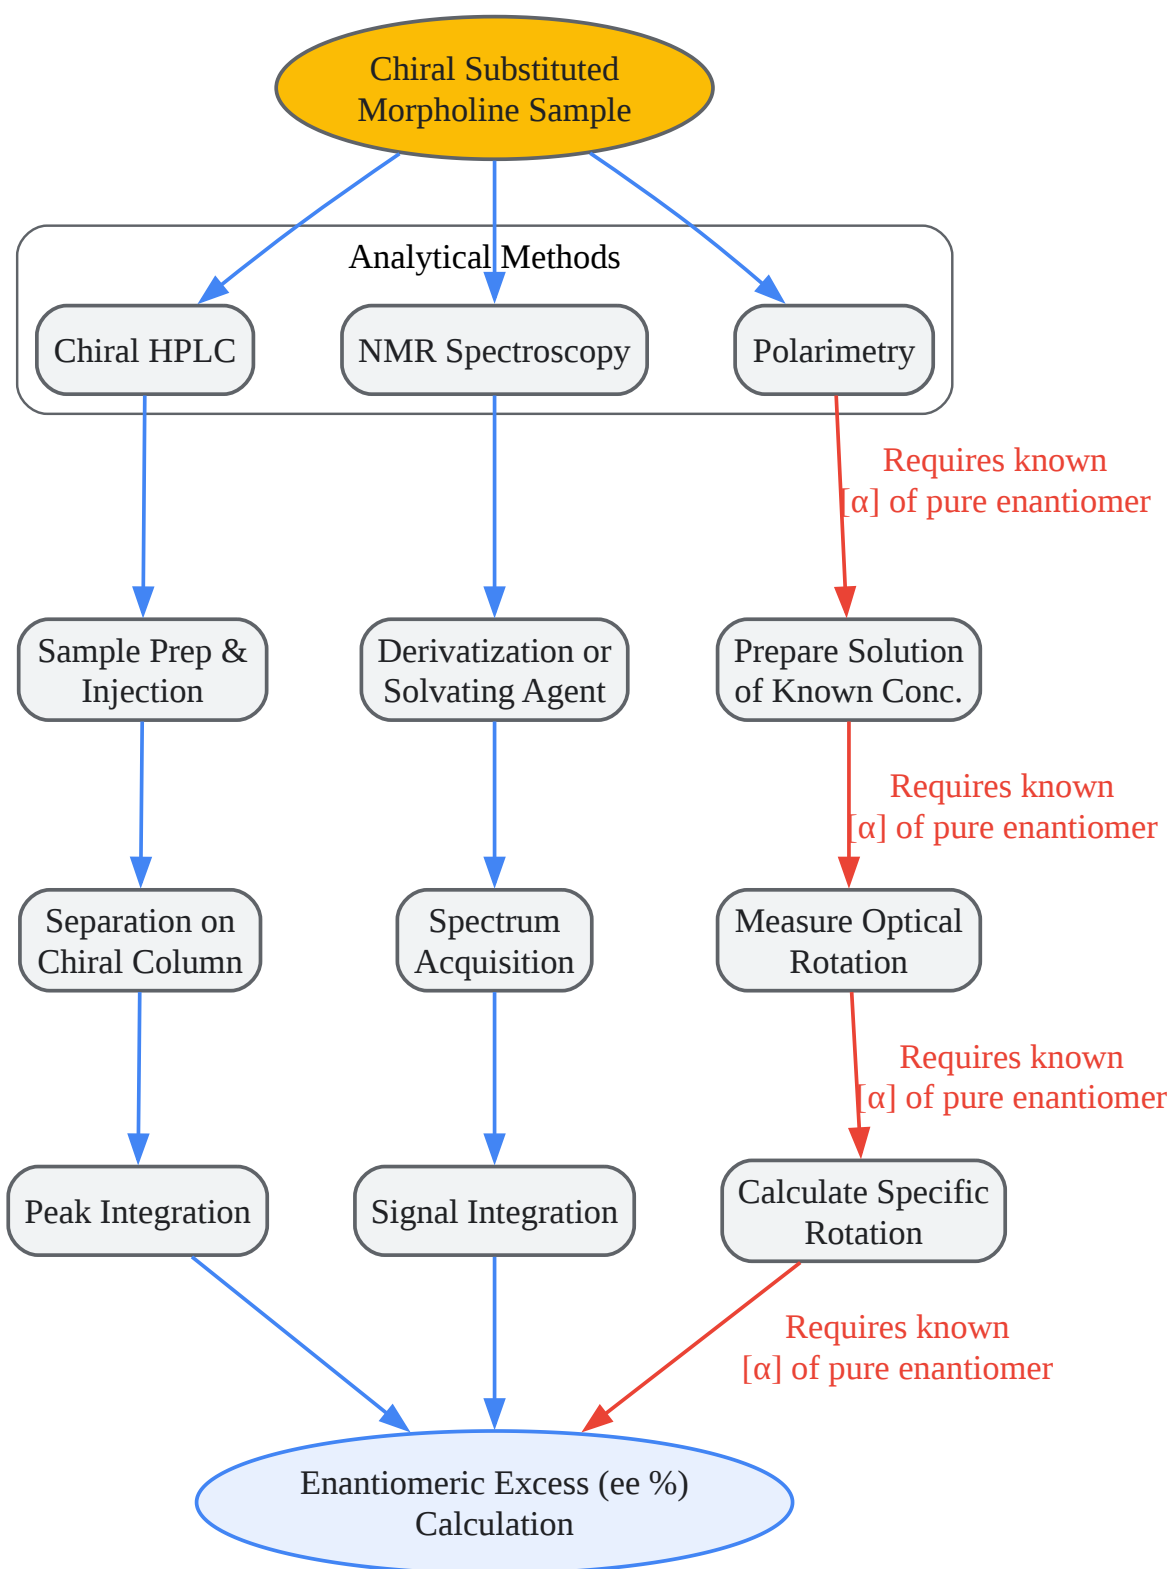 Chiral Substituted
Morpholine Sample
Analytical Methods
Chiral HPLC
NMR Spectroscopy
Polarimetry
Requires known
[α] of pure enantiomer
Sample Prep &
Injection
Derivatization or
Solvating Agent
Prepare Solution
of Known Conc.
Requires known
[α] of pure enantiomer
Separation on
Chiral Column
Spectrum
Acquisition
Measure Optical
Rotation
Requires known
[α] of pure enantiomer
Peak Integration
Signal Integration
Calculate Specific
Rotation
Requires known
[α] of pure enantiomer
Enantiomeric Excess (ee %)
Calculation